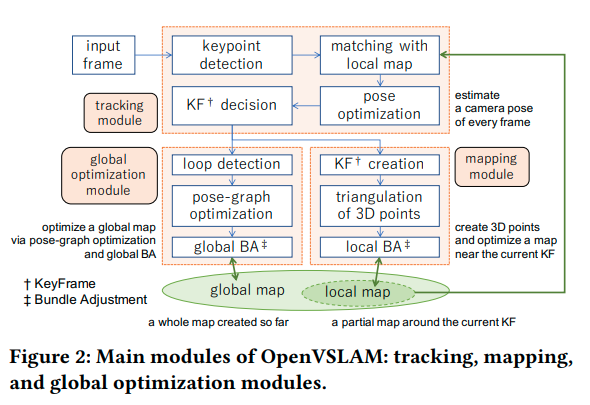 input
frame
keypoint
detection
matching with
local map
tracking
module
KF† decision
pose
optimization
estimate
a camera pose
of every frame
global
optimization
module
loop detection
KF† creation
mapping
module
pose-graph
optimization
triangulation
of 3D points
optimize a global map
via pose-graph optimization
and global BA
global BA‡
local BA‡
create 3D points
and optimize a map
near the current KF
† KeyFrame
‡ Bundle Adjustment
global map
local map
a whole map created so far
a partial map around the current KF
Figure 2: Main modules of OpenVSLAM: tracking, mapping,
and global optimization modules.